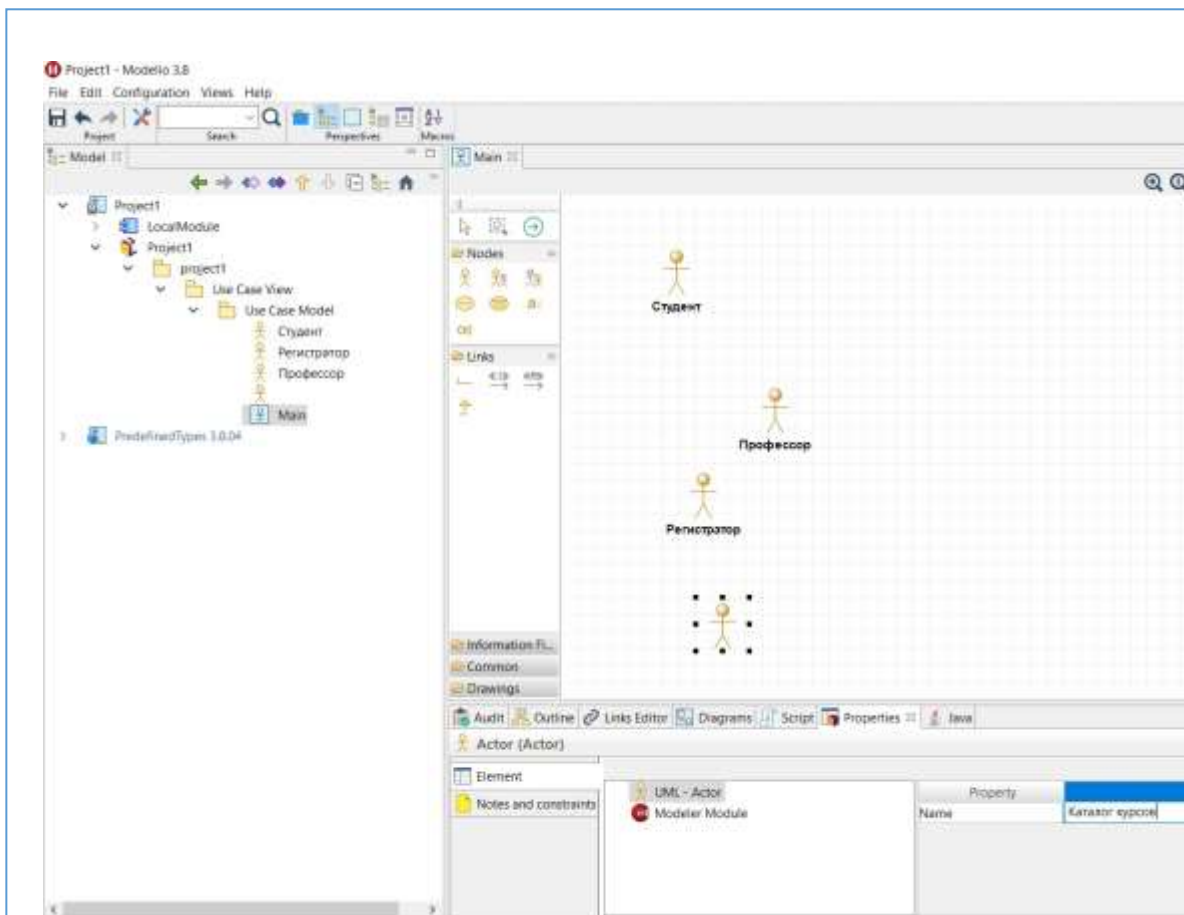 Project1 - Modelio 3.8
File Edit Configuration Views Help
Project Search Perspectives Macros
Model
Main
Project1
LocalModule
Project1
project1
Use Case View
Use Case Model
Студент
Регистратор
Профессор
Main
PredefinedTypes 3.8.04
Nodes
Links
Information Fl...
Common
Drawings
Студент
Профессор
Регистратор
Audit Outline Links Editor Diagrams Script Properties Java
Actor (Actor)
Element
Notes and constraints
UML - Actor
Modeler Module
Property
Name
Каталог курсов